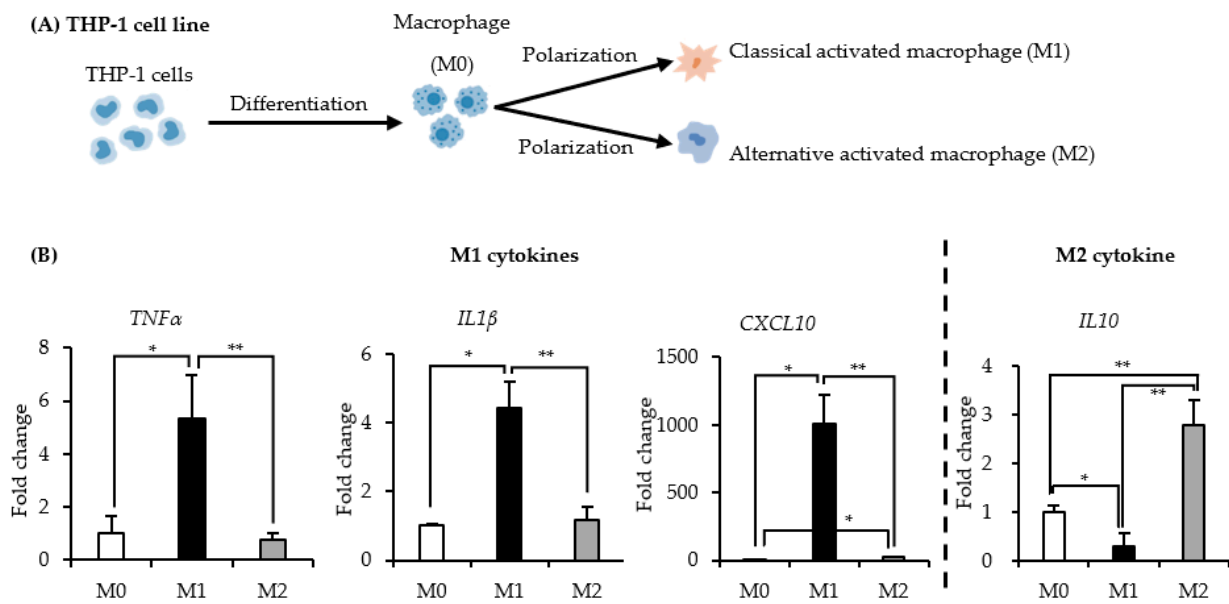 (A) THP-1 cell line
THP-1 cells
Differentiation
Macrophage
(M0)
Polarization
Polarization
Classical activated macrophage (M1)
Alternative activated macrophage (M2)
(B)
M1 cytokines
M2 cytokine
TNFα
Fold change
8
6
4
2
0
*
**
M0 M1 M2
IL1β
Fold change
6
4
2
0
*
**
M0 M1 M2
CXCL10
Fold change
1500
1000
500
0
*
**
*
M0 M1 M2
IL10
Fold change
4
3
2
1
0
**
**
*
M0 M1 M2